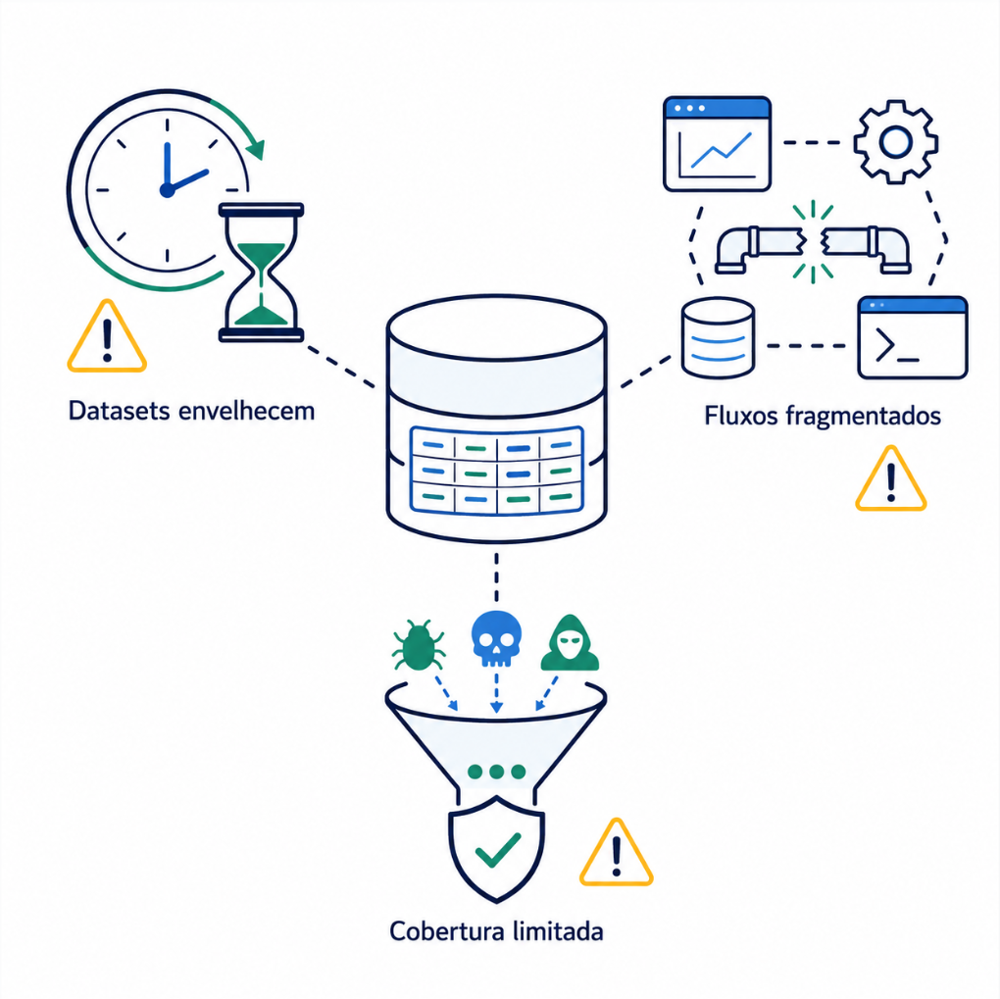 Datasets envelhecem
Fluxos fragmentados
Cobertura limitada